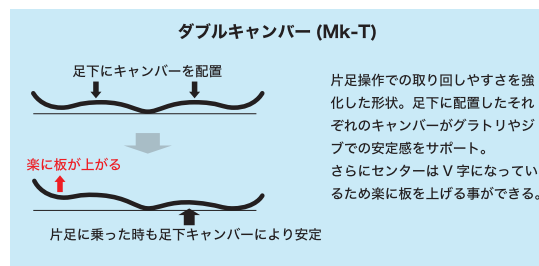 ダブルキャンバー (Mk-T)
足下にキャンバーを配置
楽に板が上がる
片足に乗った時も足下キャンバーにより安定
片足操作での取り回しやすさを強
化した形状。足下に配置したそれ
ぞれのキャンバーがグラトリやジ
ブでの安定感をサポート。
さらにセンターは V 字になってい
るため楽に板を上げる事ができる。